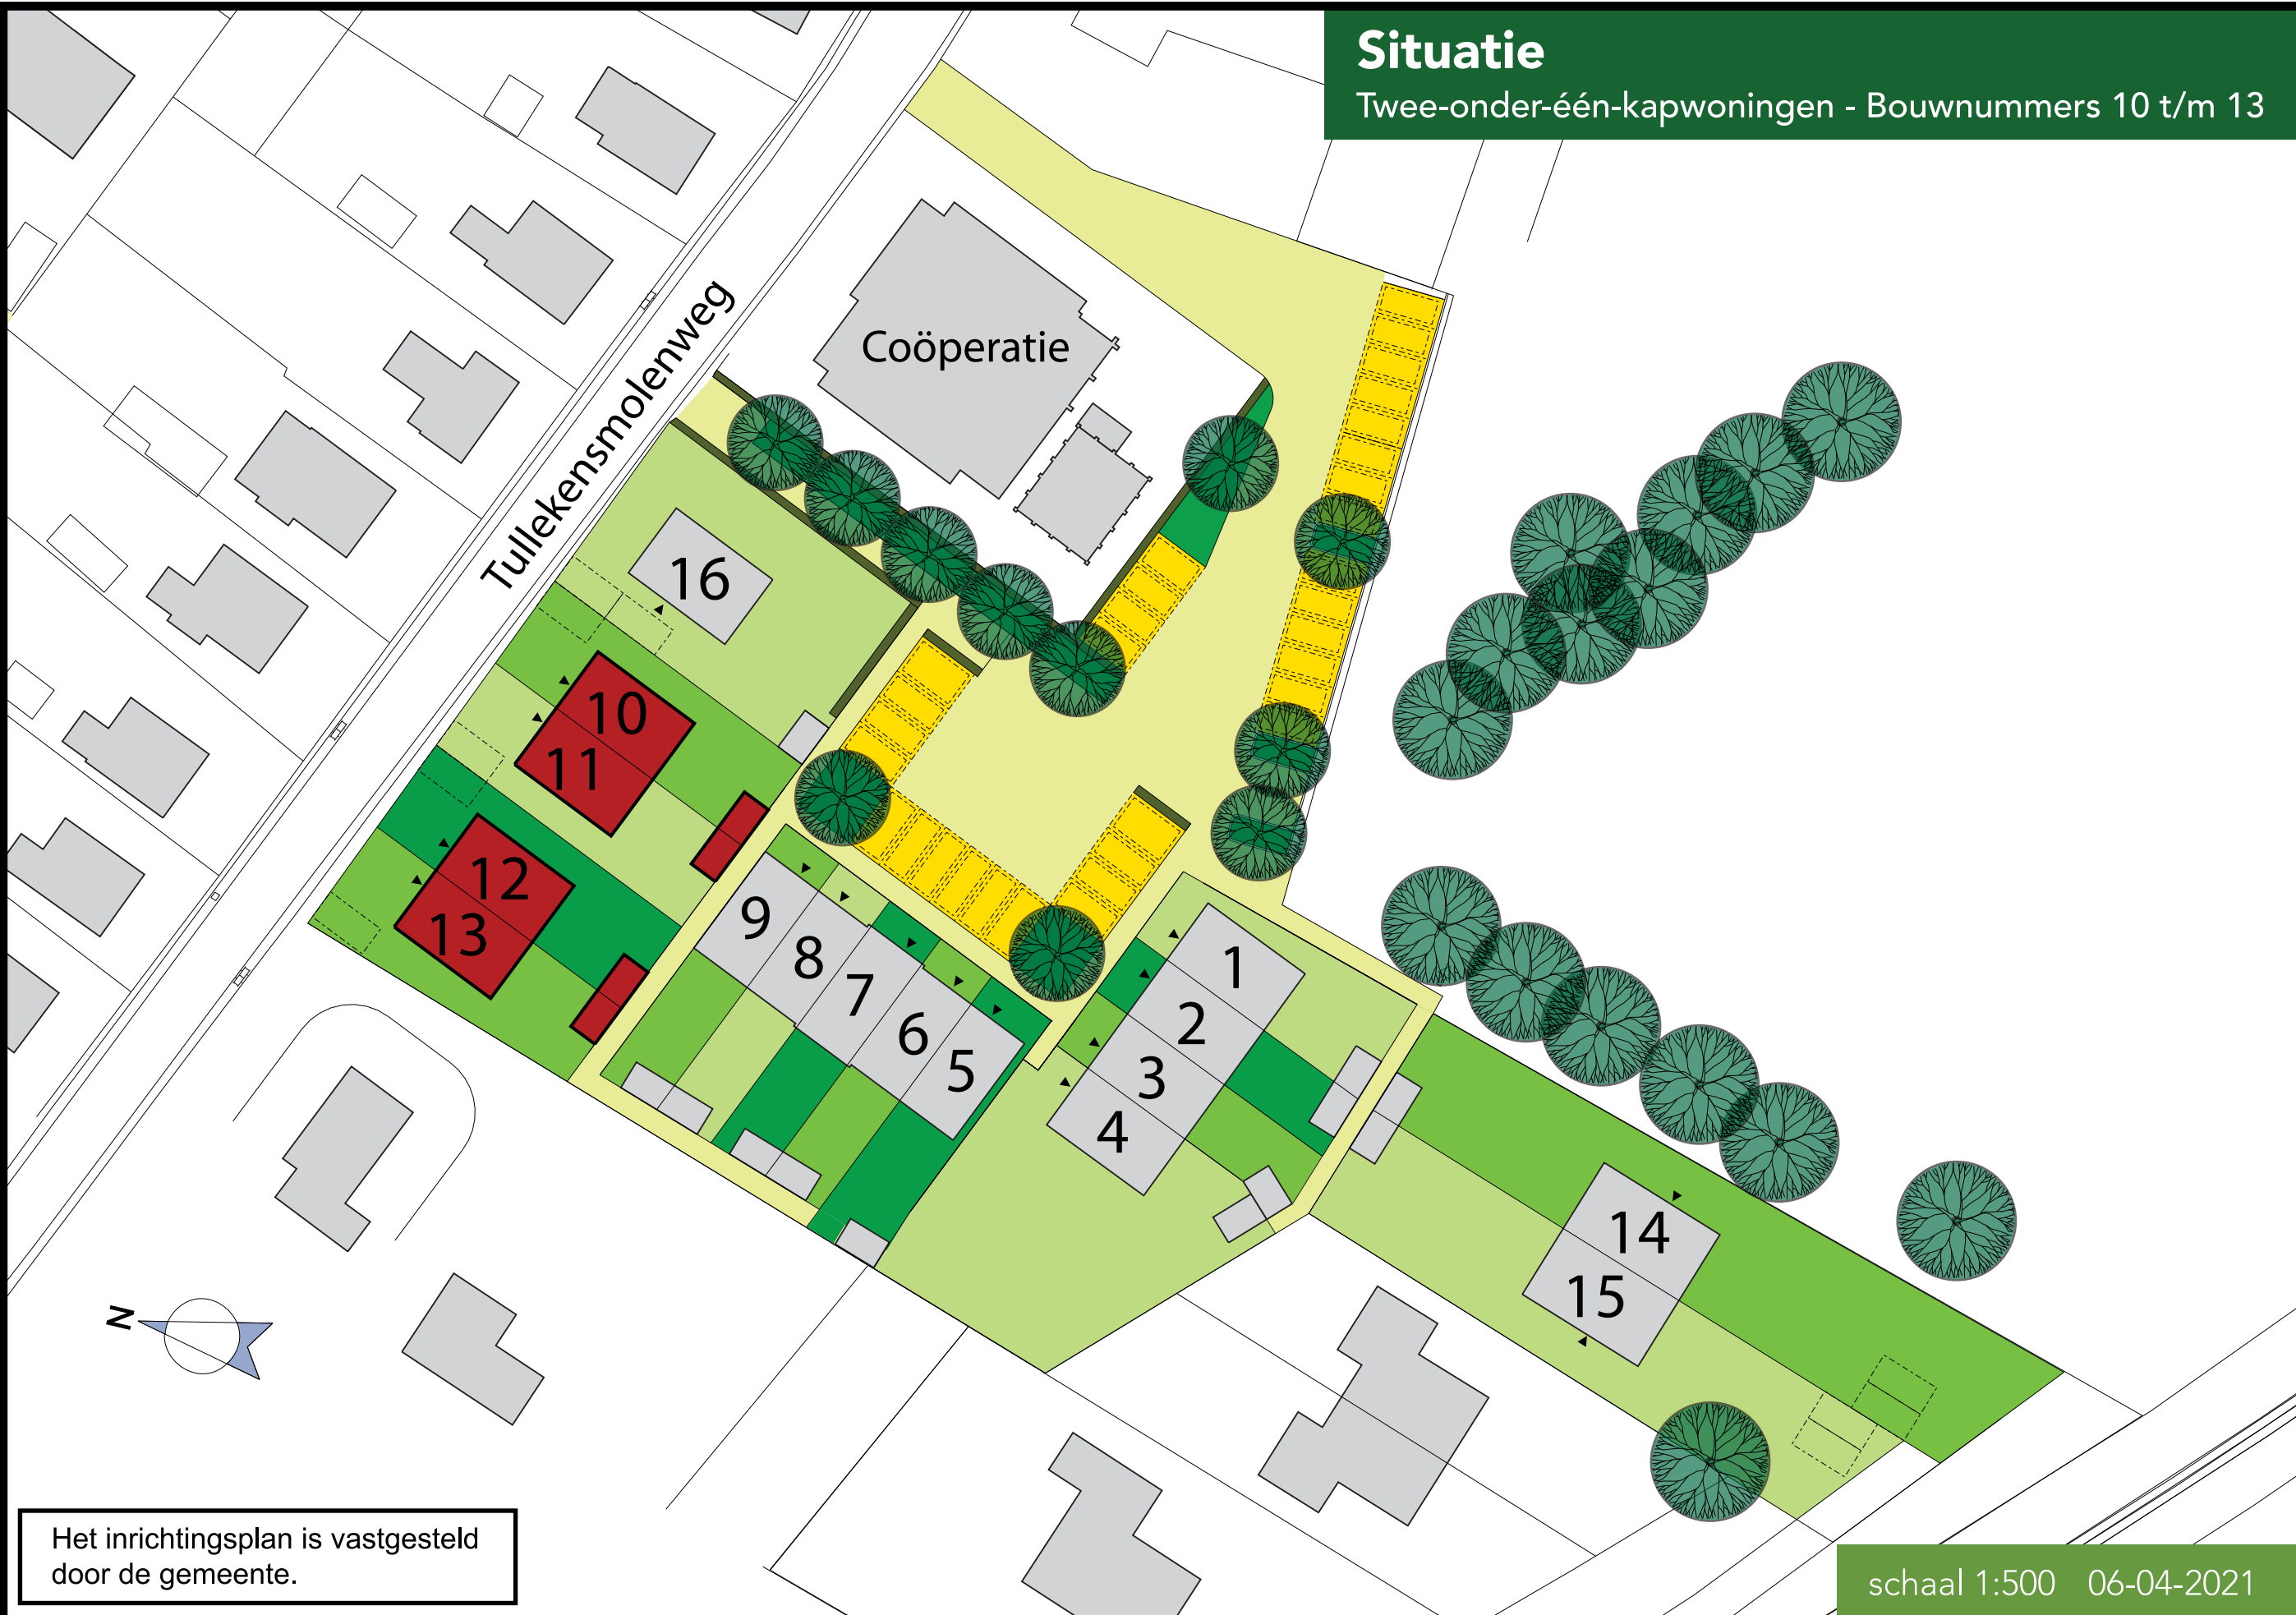 Situatie
Twee-onder-één-kapwoningen - Bouwnummers 10 t/m 13
Coöperatie
Tullekensmolenweg
16
10
11
12
13
9
8
7
6
5
1
2
3
4
14
15
N
Het inrichtingsplan is vastgesteld
door de gemeente.
schaal 1:500 06-04-2021